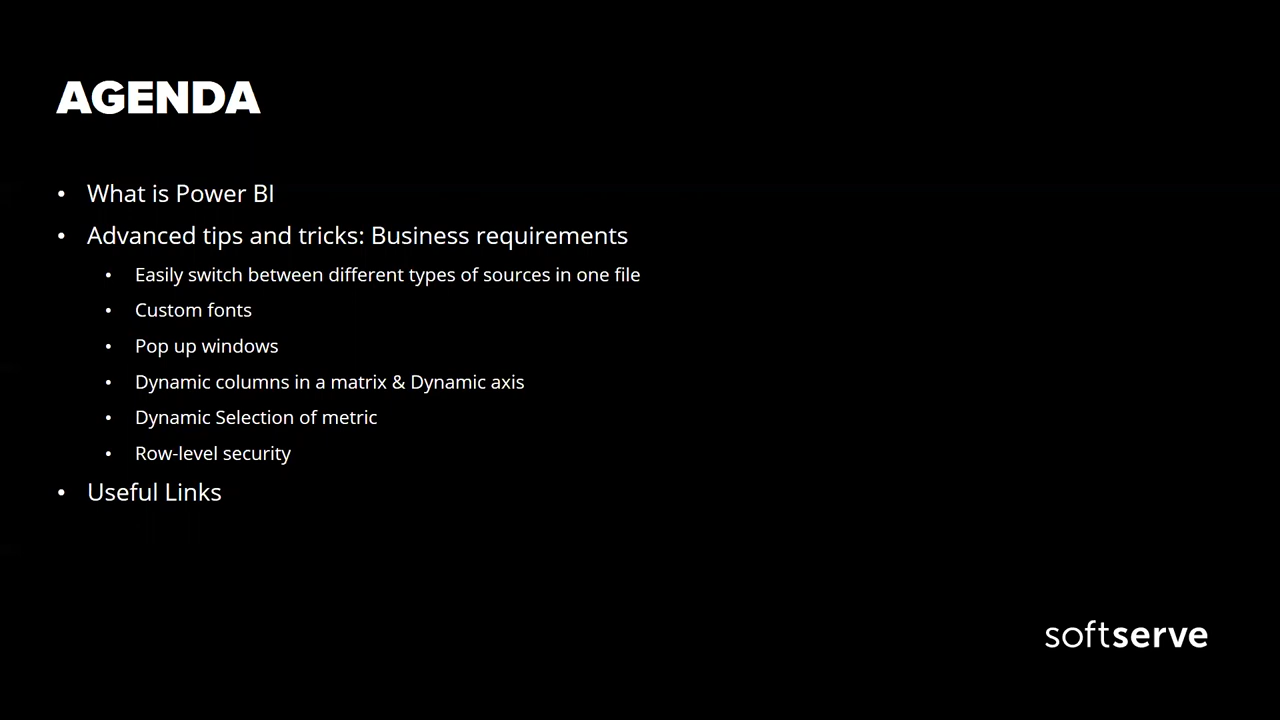 AGENDA
• What is Power BI
• Advanced tips and tricks: Business requirements
• Easily switch between different types of sources in one file
• Custom fonts
• Pop up windows
• Dynamic columns in a matrix & Dynamic axis
• Dynamic Selection of metric
• Row-level security
• Useful Links
softserve